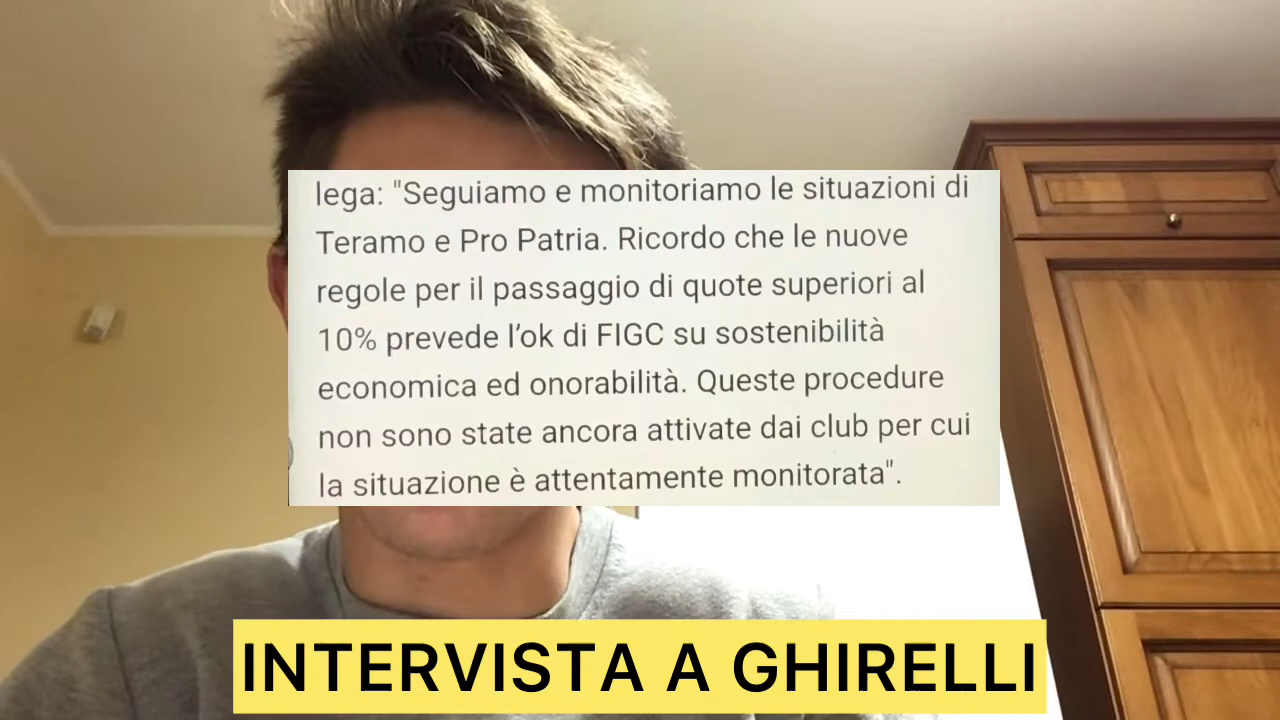 lega: "Seguiamo e monitoriamo le situazioni di
Teramo e Pro Patria. Ricordo che le nuove
regole per il passaggio di quote superiori al
10% prevede l’ok di FIGC su sostenibilità
economica ed onorabilità. Queste procedure
non sono state ancora attivate dai club per cui
la situazione è attentamente monitorata".
INTERVISTA A GHIRELLI